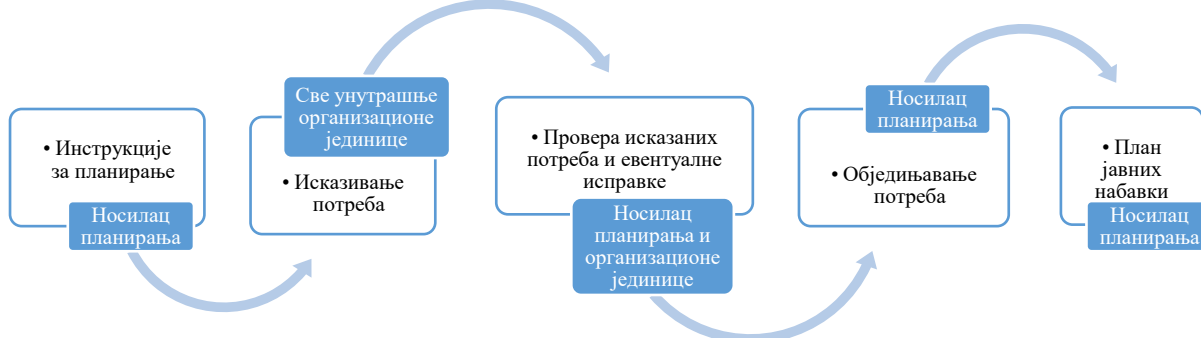 • Инструкције
за планирање
Носилац
планирања
Све унутрашње
организационе
јединице
• Исказивање
потреба
• Провера исказаних
потреба и евентуалне
исправке
Носилац
планирања и
организационе
јединице
Носилац
планирања
• Обједињавање
потреба
• План
јавних
набавки
Носилац
планирања